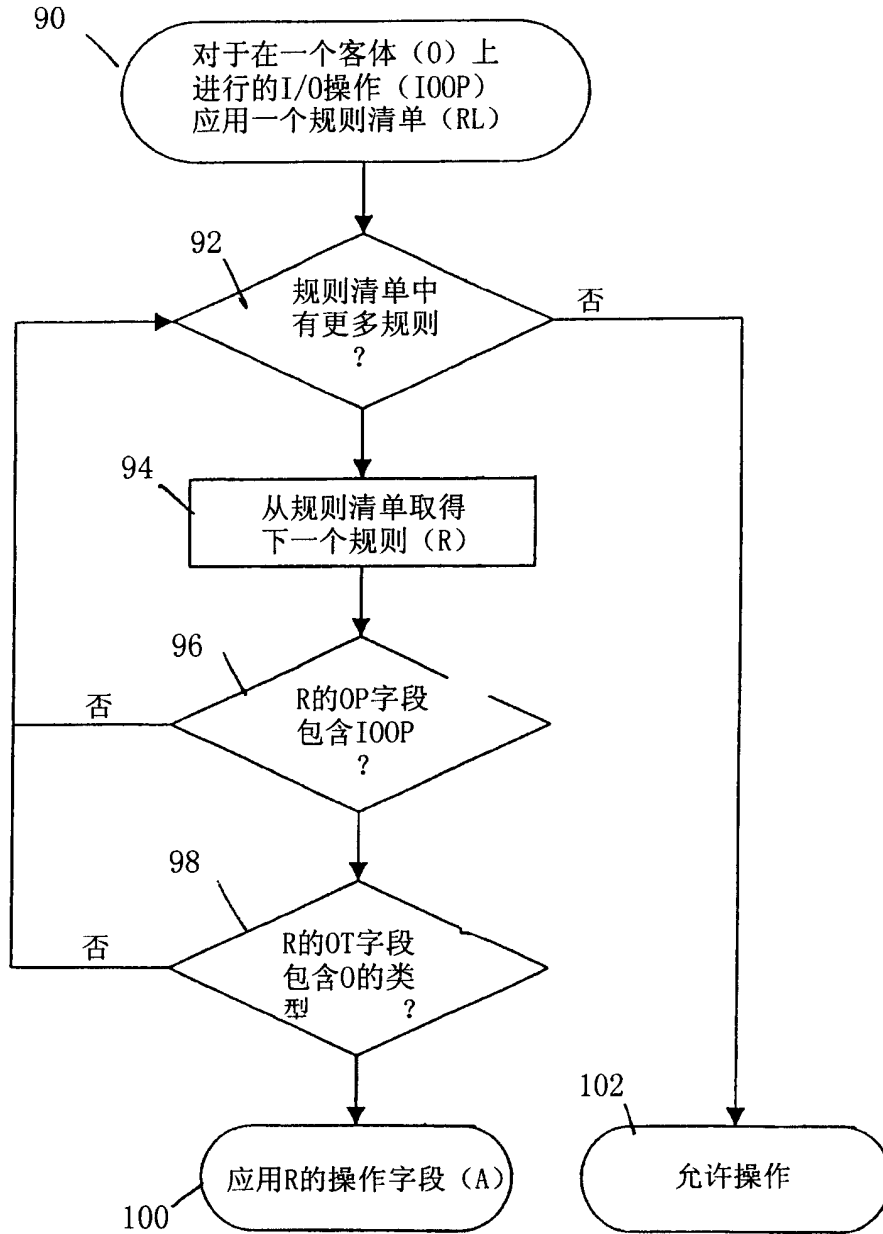 90
对于在一个客体（O）上
进行的I/O操作（IOOP）
应用一个规则清单（RL）
92
规则清单中
有更多规则
？
否
94
从规则清单取得
下一个规则（R）
96
R的OP字段
包含IOOP
？
否
98
R的OT字段
包含O的类
型 ？
否
100
应用R的操作字段（A）
102
允许操作